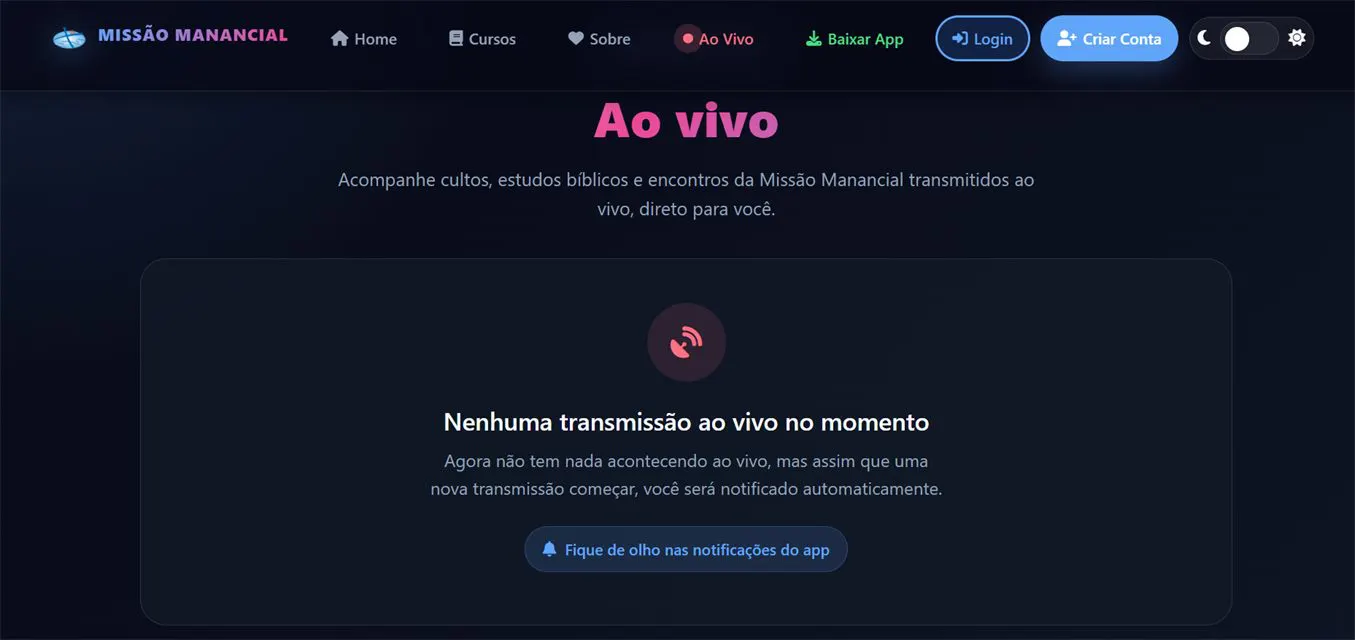 MISSÃO MANANCIAL
Home
Cursos
Sobre
Ao Vivo
Baixar App
Login
Criar Conta
Ao vivo
Acompanhe cultos, estudos bíblicos e encontros da Missão Manancial transmitidos ao
vivo, direto para você.
Nenhuma transmissão ao vivo no momento
Agora não tem nada acontecendo ao vivo, mas assim que uma
nova transmissão começar, você será notificado automaticamente.
Fique de olho nas notificações do app